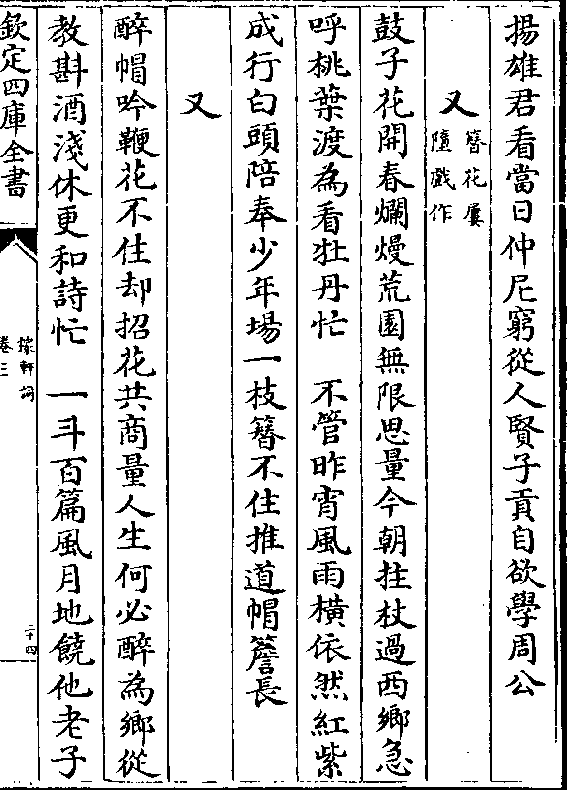 揚雄君看當日仲尼窮從人賢子貢自欲學周公
又 簪花屢
墮戲作
鼓子花開春爛熳荒園無限思量今朝拄杖過西鄉急
呼桃葉渡為看牡丹忙 不管昨宵風雨橫依然紅紫
成行白頭陪奉少年場一枝簪不住推道帽簷長
又
醉帽吟鞭花不住却招花共商量人生何必醉為鄉從
教斟酒淺休更和詩忙 一斗百篇風月地饒他老子
欽定四庫全書
稼軒詞
卷三
二十四